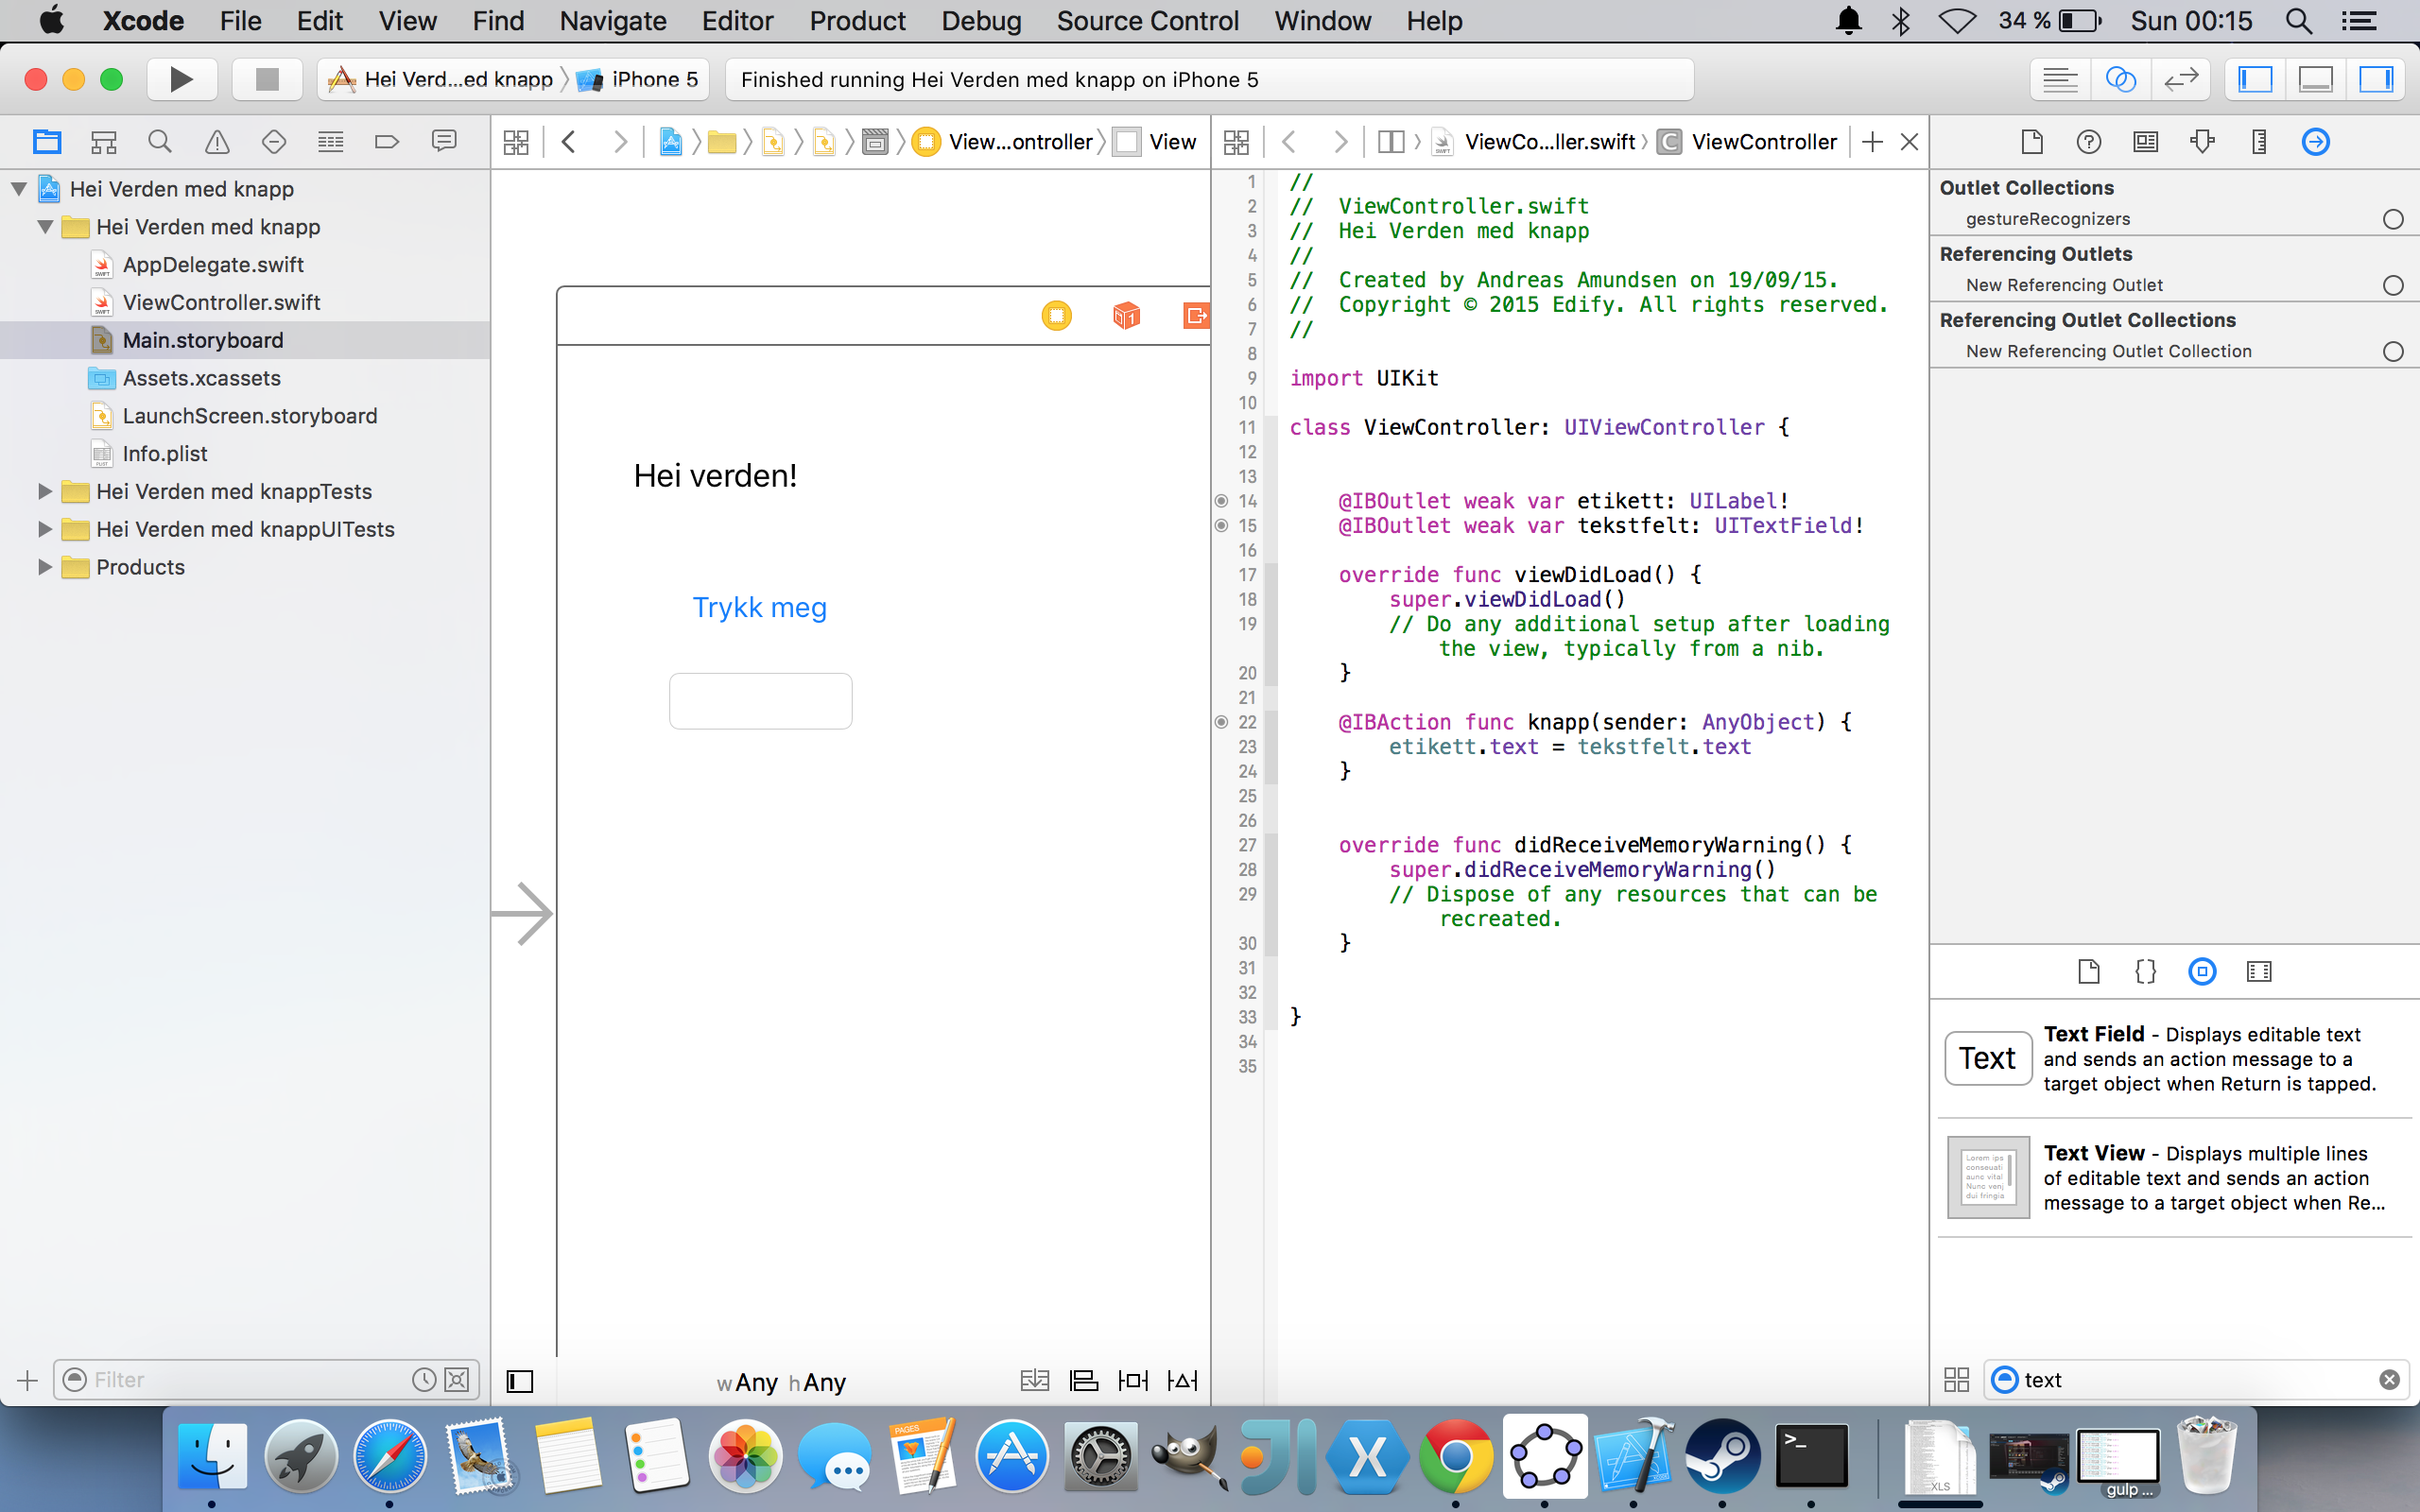 Xcode File Edit View Find Navigate Editor Product Debug Source Control Window Help 34 % Sun 00:15
Hei Verd...ed knapp iPhone 5 Finished running Hei Verden med knapp on iPhone 5
View...ontroller View ViewCo...ller.swift ViewController
Hei Verden med knapp
Hei Verden med knapp
AppDelegate.swift
ViewController.swift
Main.storyboard
Assets.xcassets
LaunchScreen.storyboard
Info.plist
Hei Verden med knappTests
Hei Verden med knappUITests
Products
Filter
Hei verden!
Trykk meg
w Any h Any
1 //
2 // ViewController.swift
3 // Hei Verden med knapp
4 //
5 // Created by Andreas Amundsen on 19/09/15.
6 // Copyright © 2015 Edify. All rights reserved.
7 //
8
9 import UIKit
10
11 class ViewController: UIViewController {
12
13
14 @IBOutlet weak var etikett: UILabel!
15 @IBOutlet weak var tekstfelt: UITextField!
16
17 override func viewDidLoad() {
18 super.viewDidLoad()
19 // Do any additional setup after loading
the view, typically from a nib.
20 }
21
22 @IBAction func knapp(sender: AnyObject) {
23 etikett.text = tekstfelt.text
24 }
25
26
27 override func didReceiveMemoryWarning() {
28 super.didReceiveMemoryWarning()
29 // Dispose of any resources that can be
recreated.
30 }
31
32
33 }
34
35
Outlet Collections
gestureRecognizers
Referencing Outlets
New Referencing Outlet
Referencing Outlet Collections
New Referencing Outlet Collection
Text
Text Field - Displays editable text
and sends an action message to a
target object when Return is tapped.
Text View - Displays multiple lines
of editable text and sends an action
message to a target object when Re...
text
PAGES
XLS
gulp ...